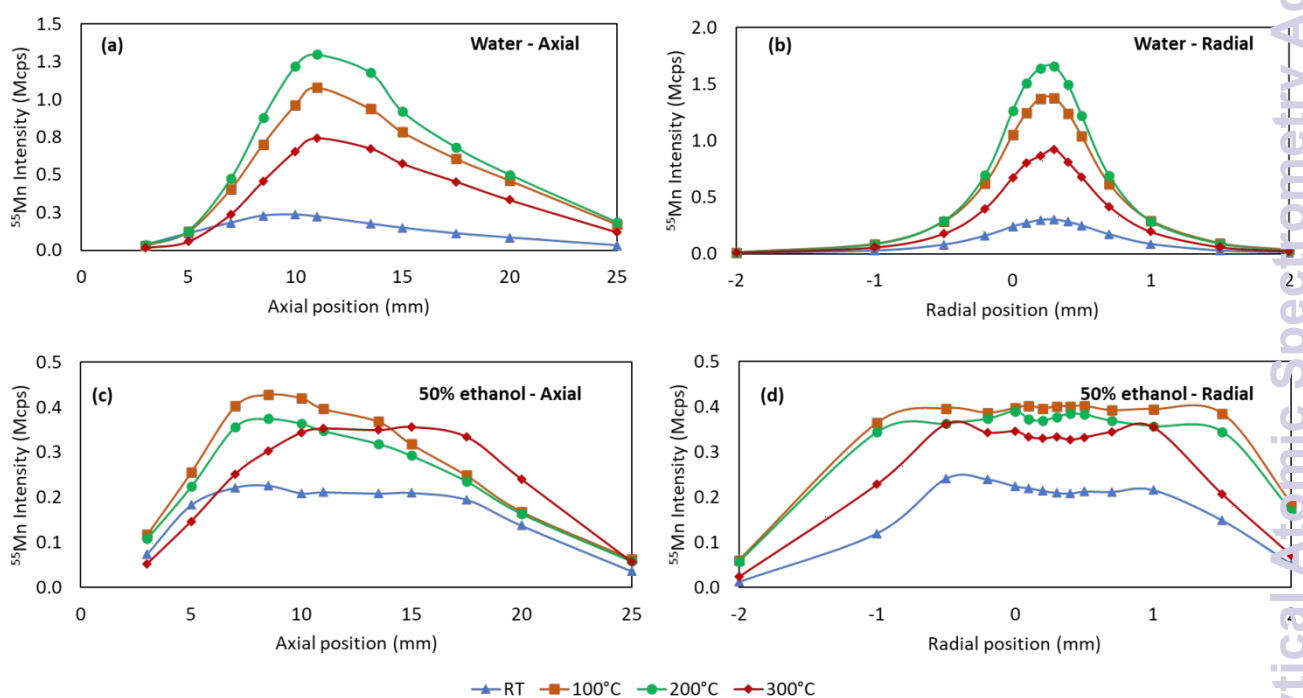 (a)
Water - Axial
⁵⁵Mn Intensity (Mcps)
1.5
1.3
1.0
0.8
0.5
0.3
0.0
0 5 10 15 20 25
Axial position (mm)
(b)
Water - Radial
⁵⁵Mn Intensity (Mcps)
2.0
1.5
1.0
0.5
0.0
-2 -1 0 1 2
Radial position (mm)
(c)
50% ethanol - Axial
⁵⁵Mn Intensity (Mcps)
0.5
0.4
0.3
0.2
0.1
0.0
0 5 10 15 20 25
Axial position (mm)
(d)
50% ethanol - Radial
⁵⁵Mn Intensity (Mcps)
0.5
0.4
0.3
0.2
0.1
0.0
-2 -1 0 1 2
Radial position (mm)
RT 100°C 200°C 300°C
Atomic Spectrometry